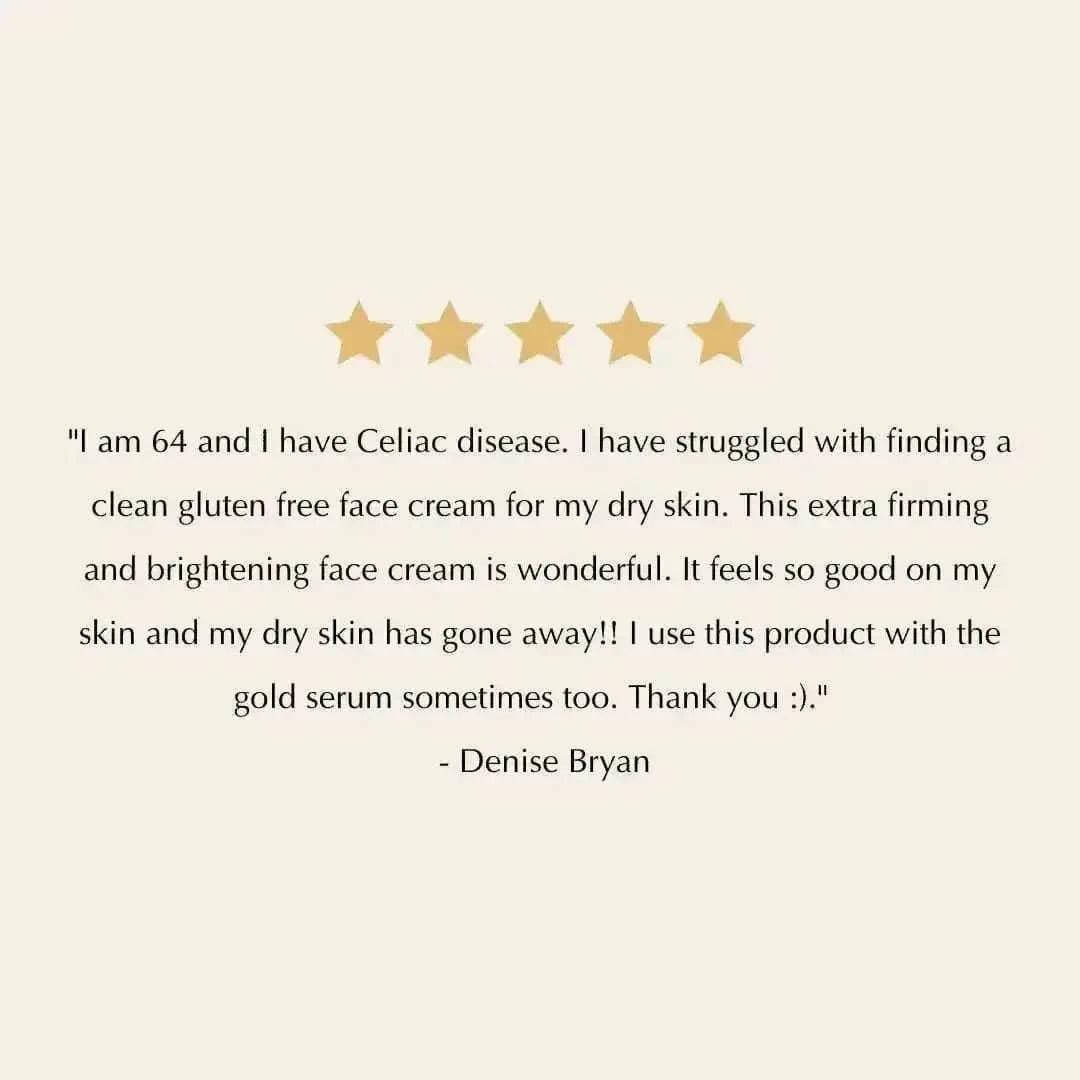 "I am 64 and I have Celiac disease. I have struggled with finding a
clean gluten free face cream for my dry skin. This extra firming
and brightening face cream is wonderful. It feels so good on my
skin and my dry skin has gone away!! I use this product with the
gold serum sometimes too. Thank you :)."
- Denise Bryan